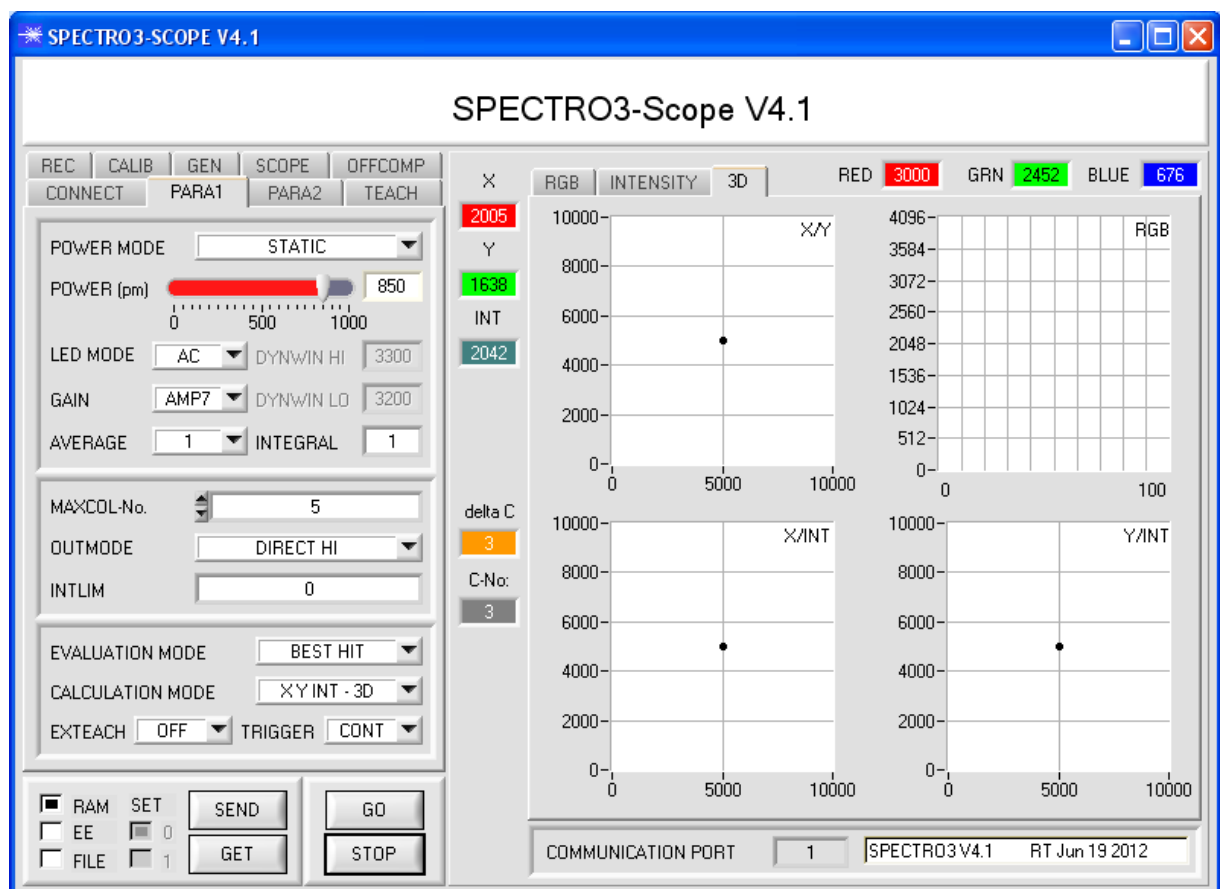 SPECTRO3-SCOPE V4.1
SPECTRO3-Scope V4.1
REC CALIB GEN SCOPE OFFCOMP
CONNECT PARA1 PARA2 TEACH
POWER MODE STATIC
POWER (pm) 850
0 500 1000
LED MODE AC DYNWIN HI 3300
GAIN AMP7 DYNWIN LO 3200
AVERAGE 1 INTEGRAL 1
MAXCOL-No. 5
OUTMODE DIRECT HI
INTLIM 0
EVALUATION MODE BEST HIT
CALCULATION MODE X Y INT - 3D
EXTEACH OFF TRIGGER CONT
RAM SET SEND GO
EE 0
FILE 1 GET STOP
X
2005
Y
1638
INT
2042
delta C
3
C-No:
3
RGB INTENSITY 3D RED 3000 GRN 2452 BLUE 676
X/Y
10000
8000
6000
4000
2000
0
0 5000 10000
RGB
4096
3584
3072
2560
2048
1536
1024
512
0
0 100
X/INT
10000
8000
6000
4000
2000
0
0 5000 10000
Y/INT
10000
8000
6000
4000
2000
0
0 5000 10000
COMMUNICATION PORT 1 SPECTRO3 V4.1 RT Jun 19 2012